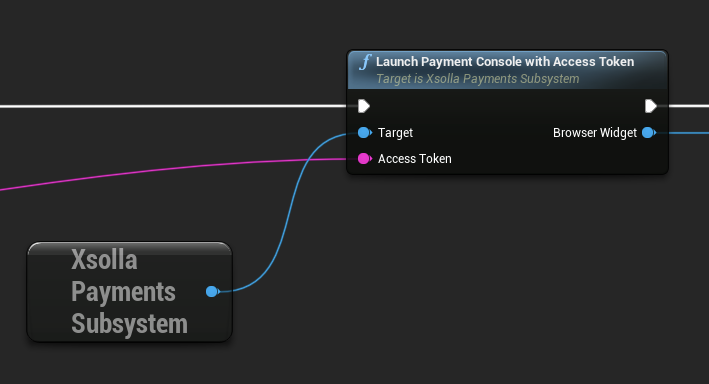 f Launch Payment Console with Access Token
Target is Xsolla Payments Subsystem
Target
Browser Widget
Access Token
Xsolla
Payments
Subsystem